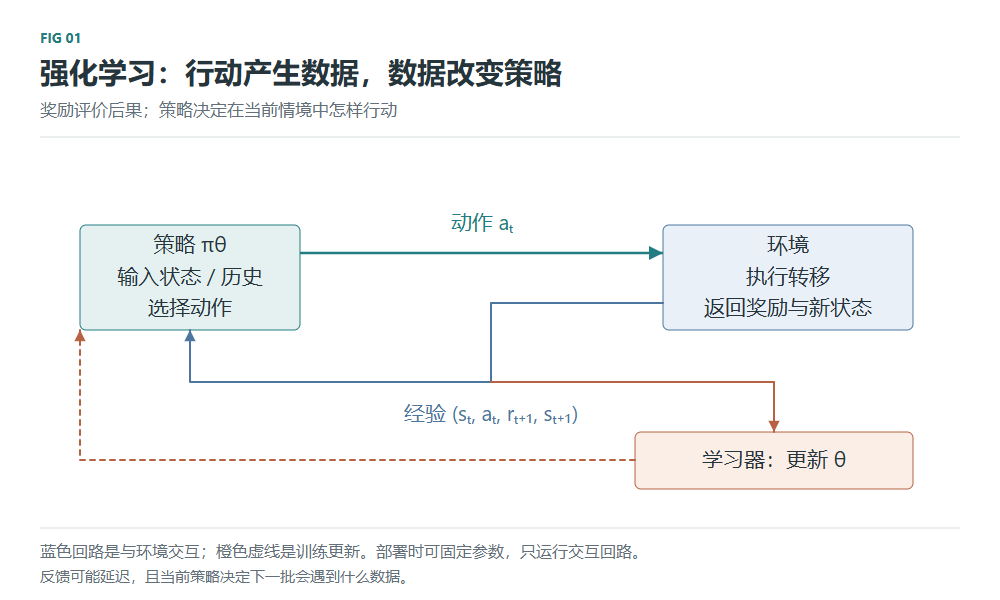 FIG 01
强化学习：行动产生数据，数据改变策略
奖励评价后果；策略决定在当前情境中怎样行动
动作 aₜ
策略 πθ
输入状态 / 历史
选择动作
环境
执行转移
返回奖励与新状态
经验 (sₜ, aₜ, rₜ₊₁, sₜ₊₁)
学习器：更新 θ
蓝色回路是与环境交互；橙色虚线是训练更新。部署时可固定参数，只运行交互回路。
反馈可能延迟，且当前策略决定下一批会遇到什么数据。